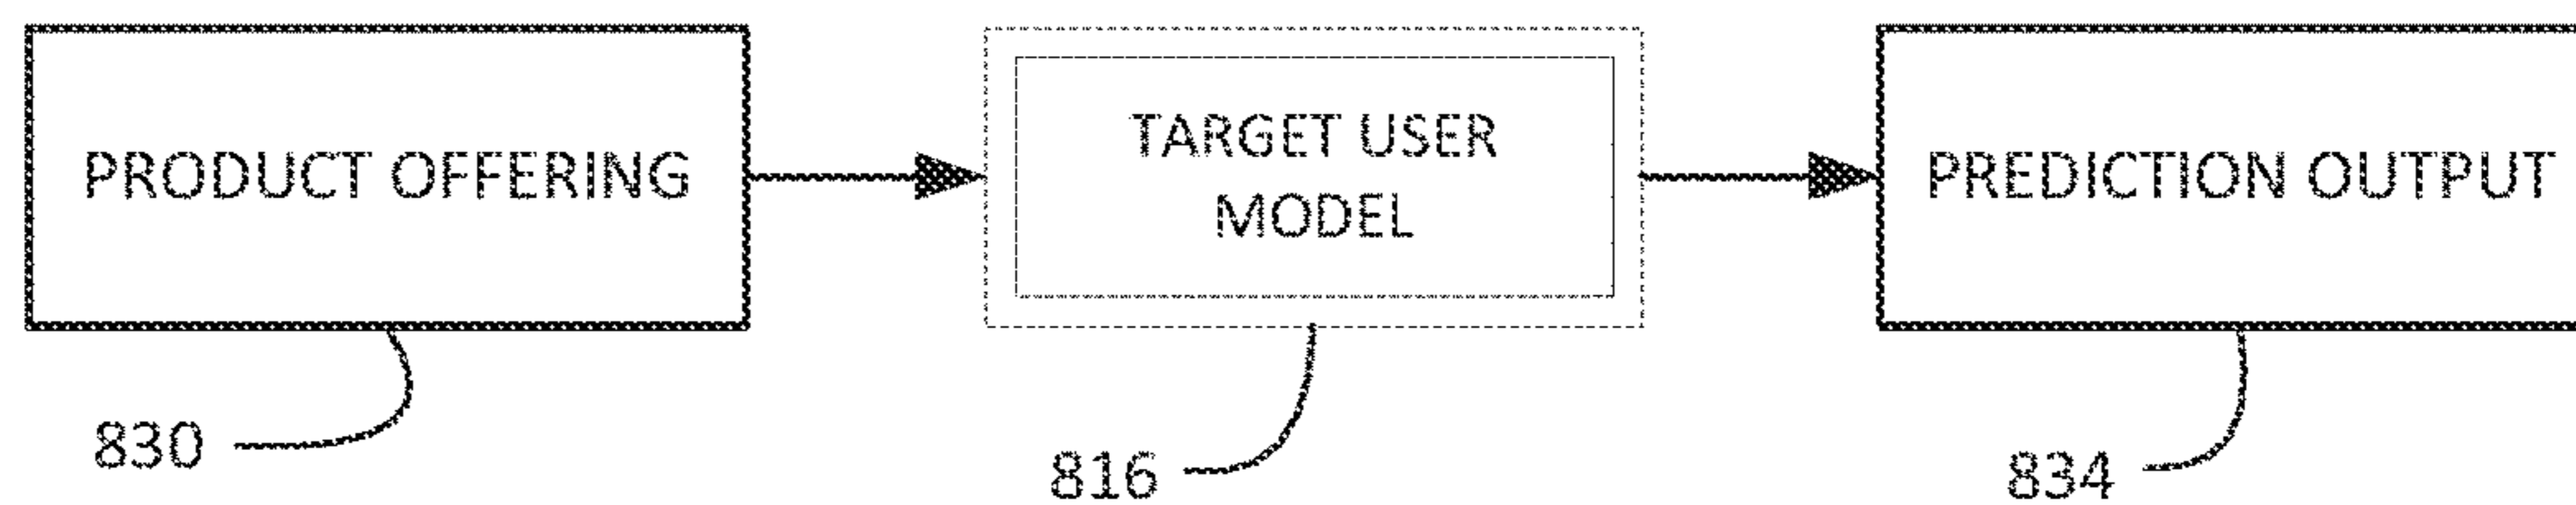 PRODUCT OFFERING
TARGET USER
MODEL
PREDICTION OUTPUT
830
816
834